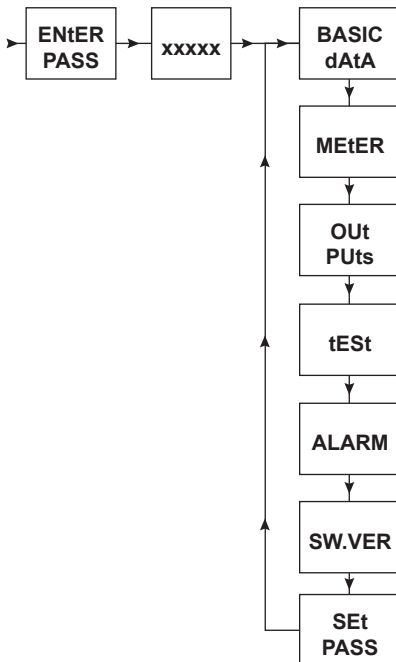 ENtER
PASS
xxxxx
BASIC
dAtA
MEtER
OUt
PUts
tESt
ALARM
SW.VER
SEt
PASS